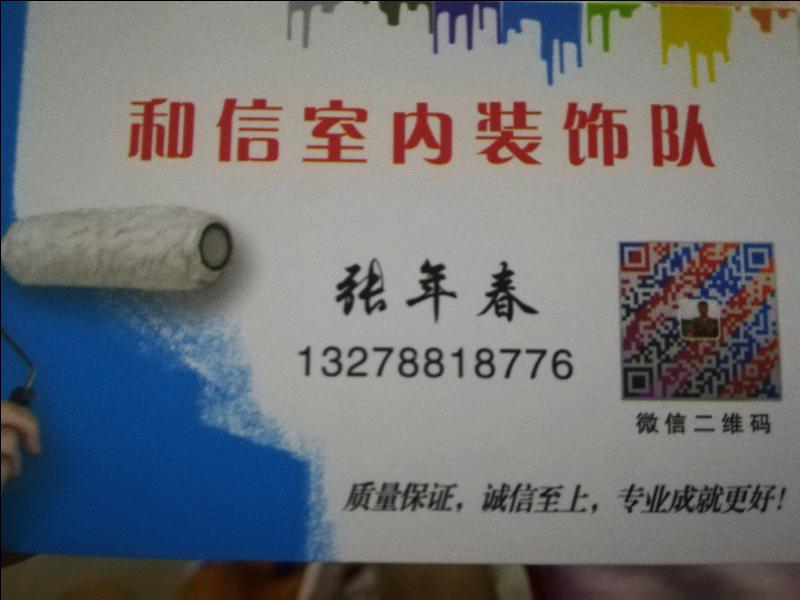 和信室内装饰队
张年春
13278818776
微信二维码
质量保证，诚信至上，专业成就更好！